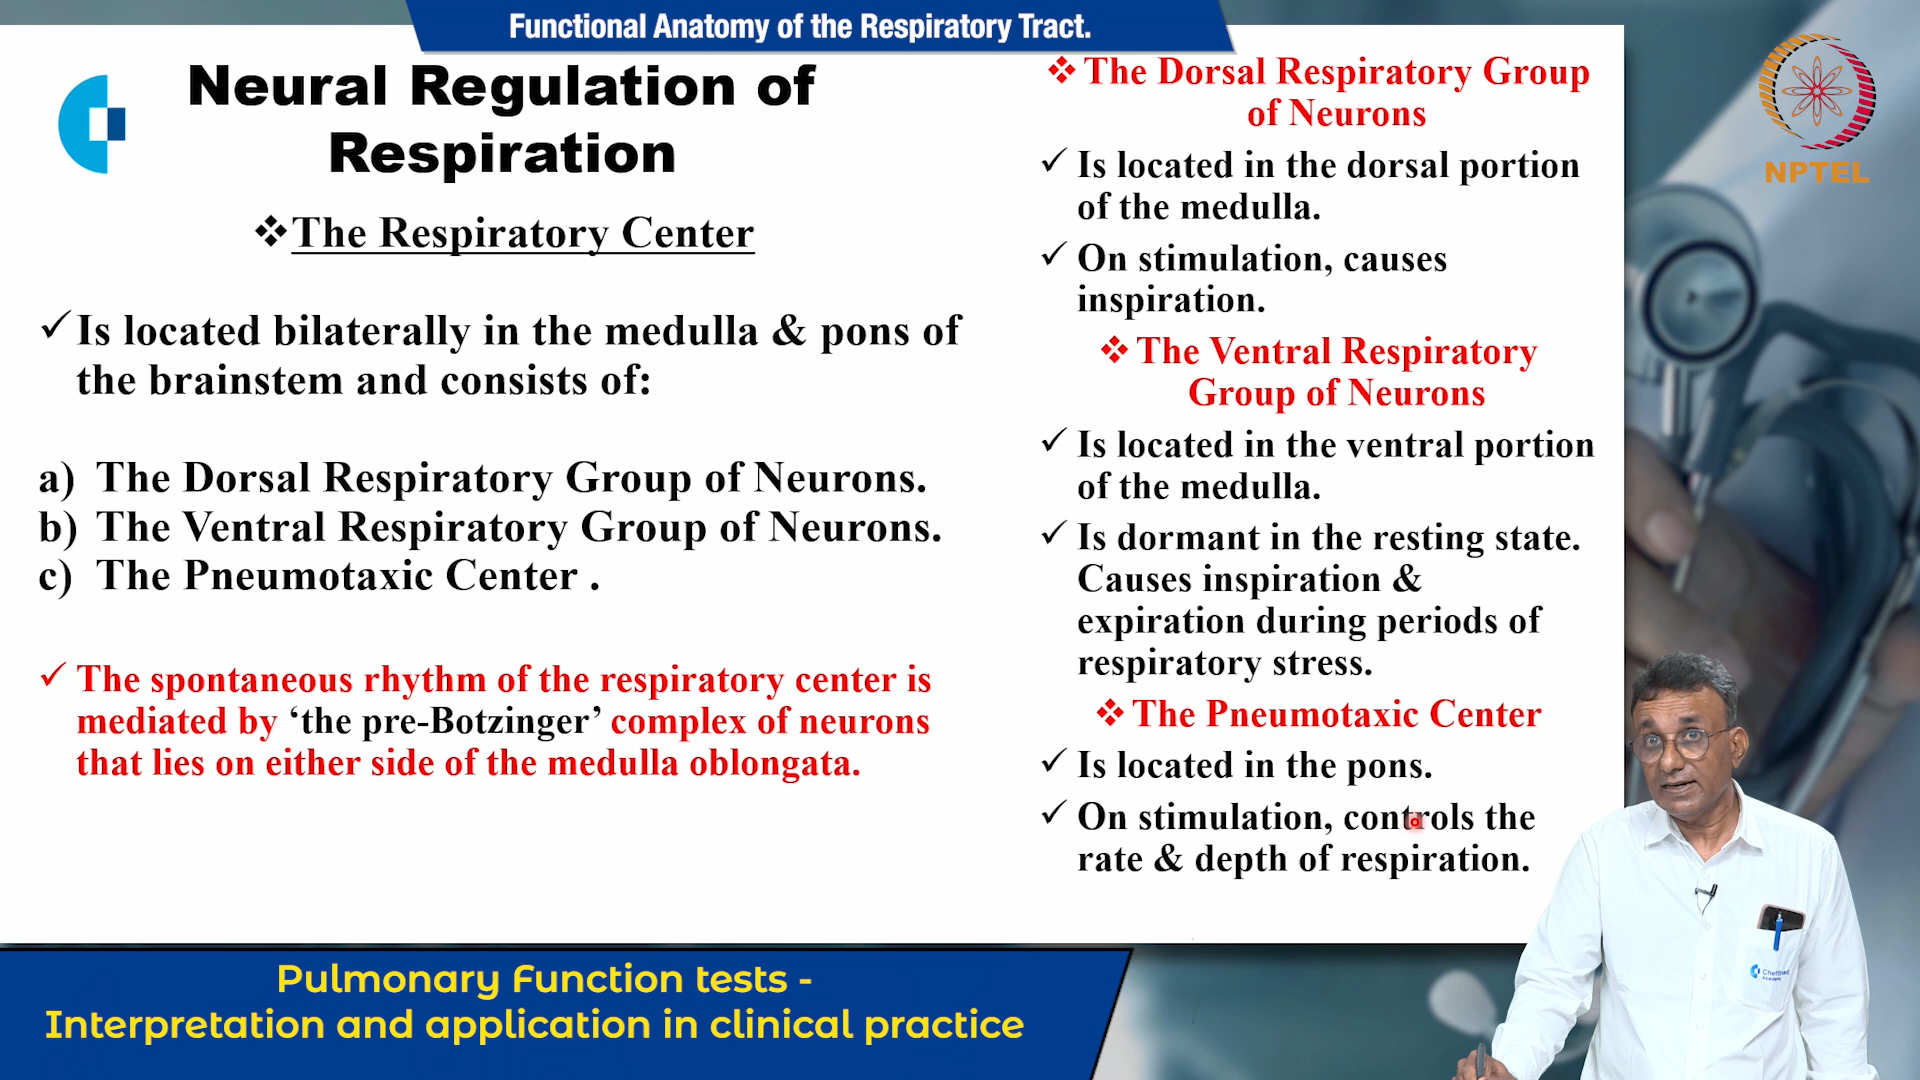 Functional Anatomy of the Respiratory Tract.
Neural Regulation of
Respiration
❖The Respiratory Center
✓Is located bilaterally in the medulla & pons of
the brainstem and consists of:
a) The Dorsal Respiratory Group of Neurons.
b) The Ventral Respiratory Group of Neurons.
c) The Pneumotaxic Center .
✓ The spontaneous rhythm of the respiratory center is
mediated by ‘the pre-Botzinger’ complex of neurons
that lies on either side of the medulla oblongata.
❖ The Dorsal Respiratory Group
of Neurons
✓ Is located in the dorsal portion
of the medulla.
✓ On stimulation, causes
inspiration.
❖ The Ventral Respiratory
Group of Neurons
✓ Is located in the ventral portion
of the medulla.
✓ Is dormant in the resting state.
Causes inspiration &
expiration during periods of
respiratory stress.
❖ The Pneumotaxic Center
✓ Is located in the pons.
✓ On stimulation, controls the
rate & depth of respiration.
NPTEL
Pulmonary Function tests -
Interpretation and application in clinical practice